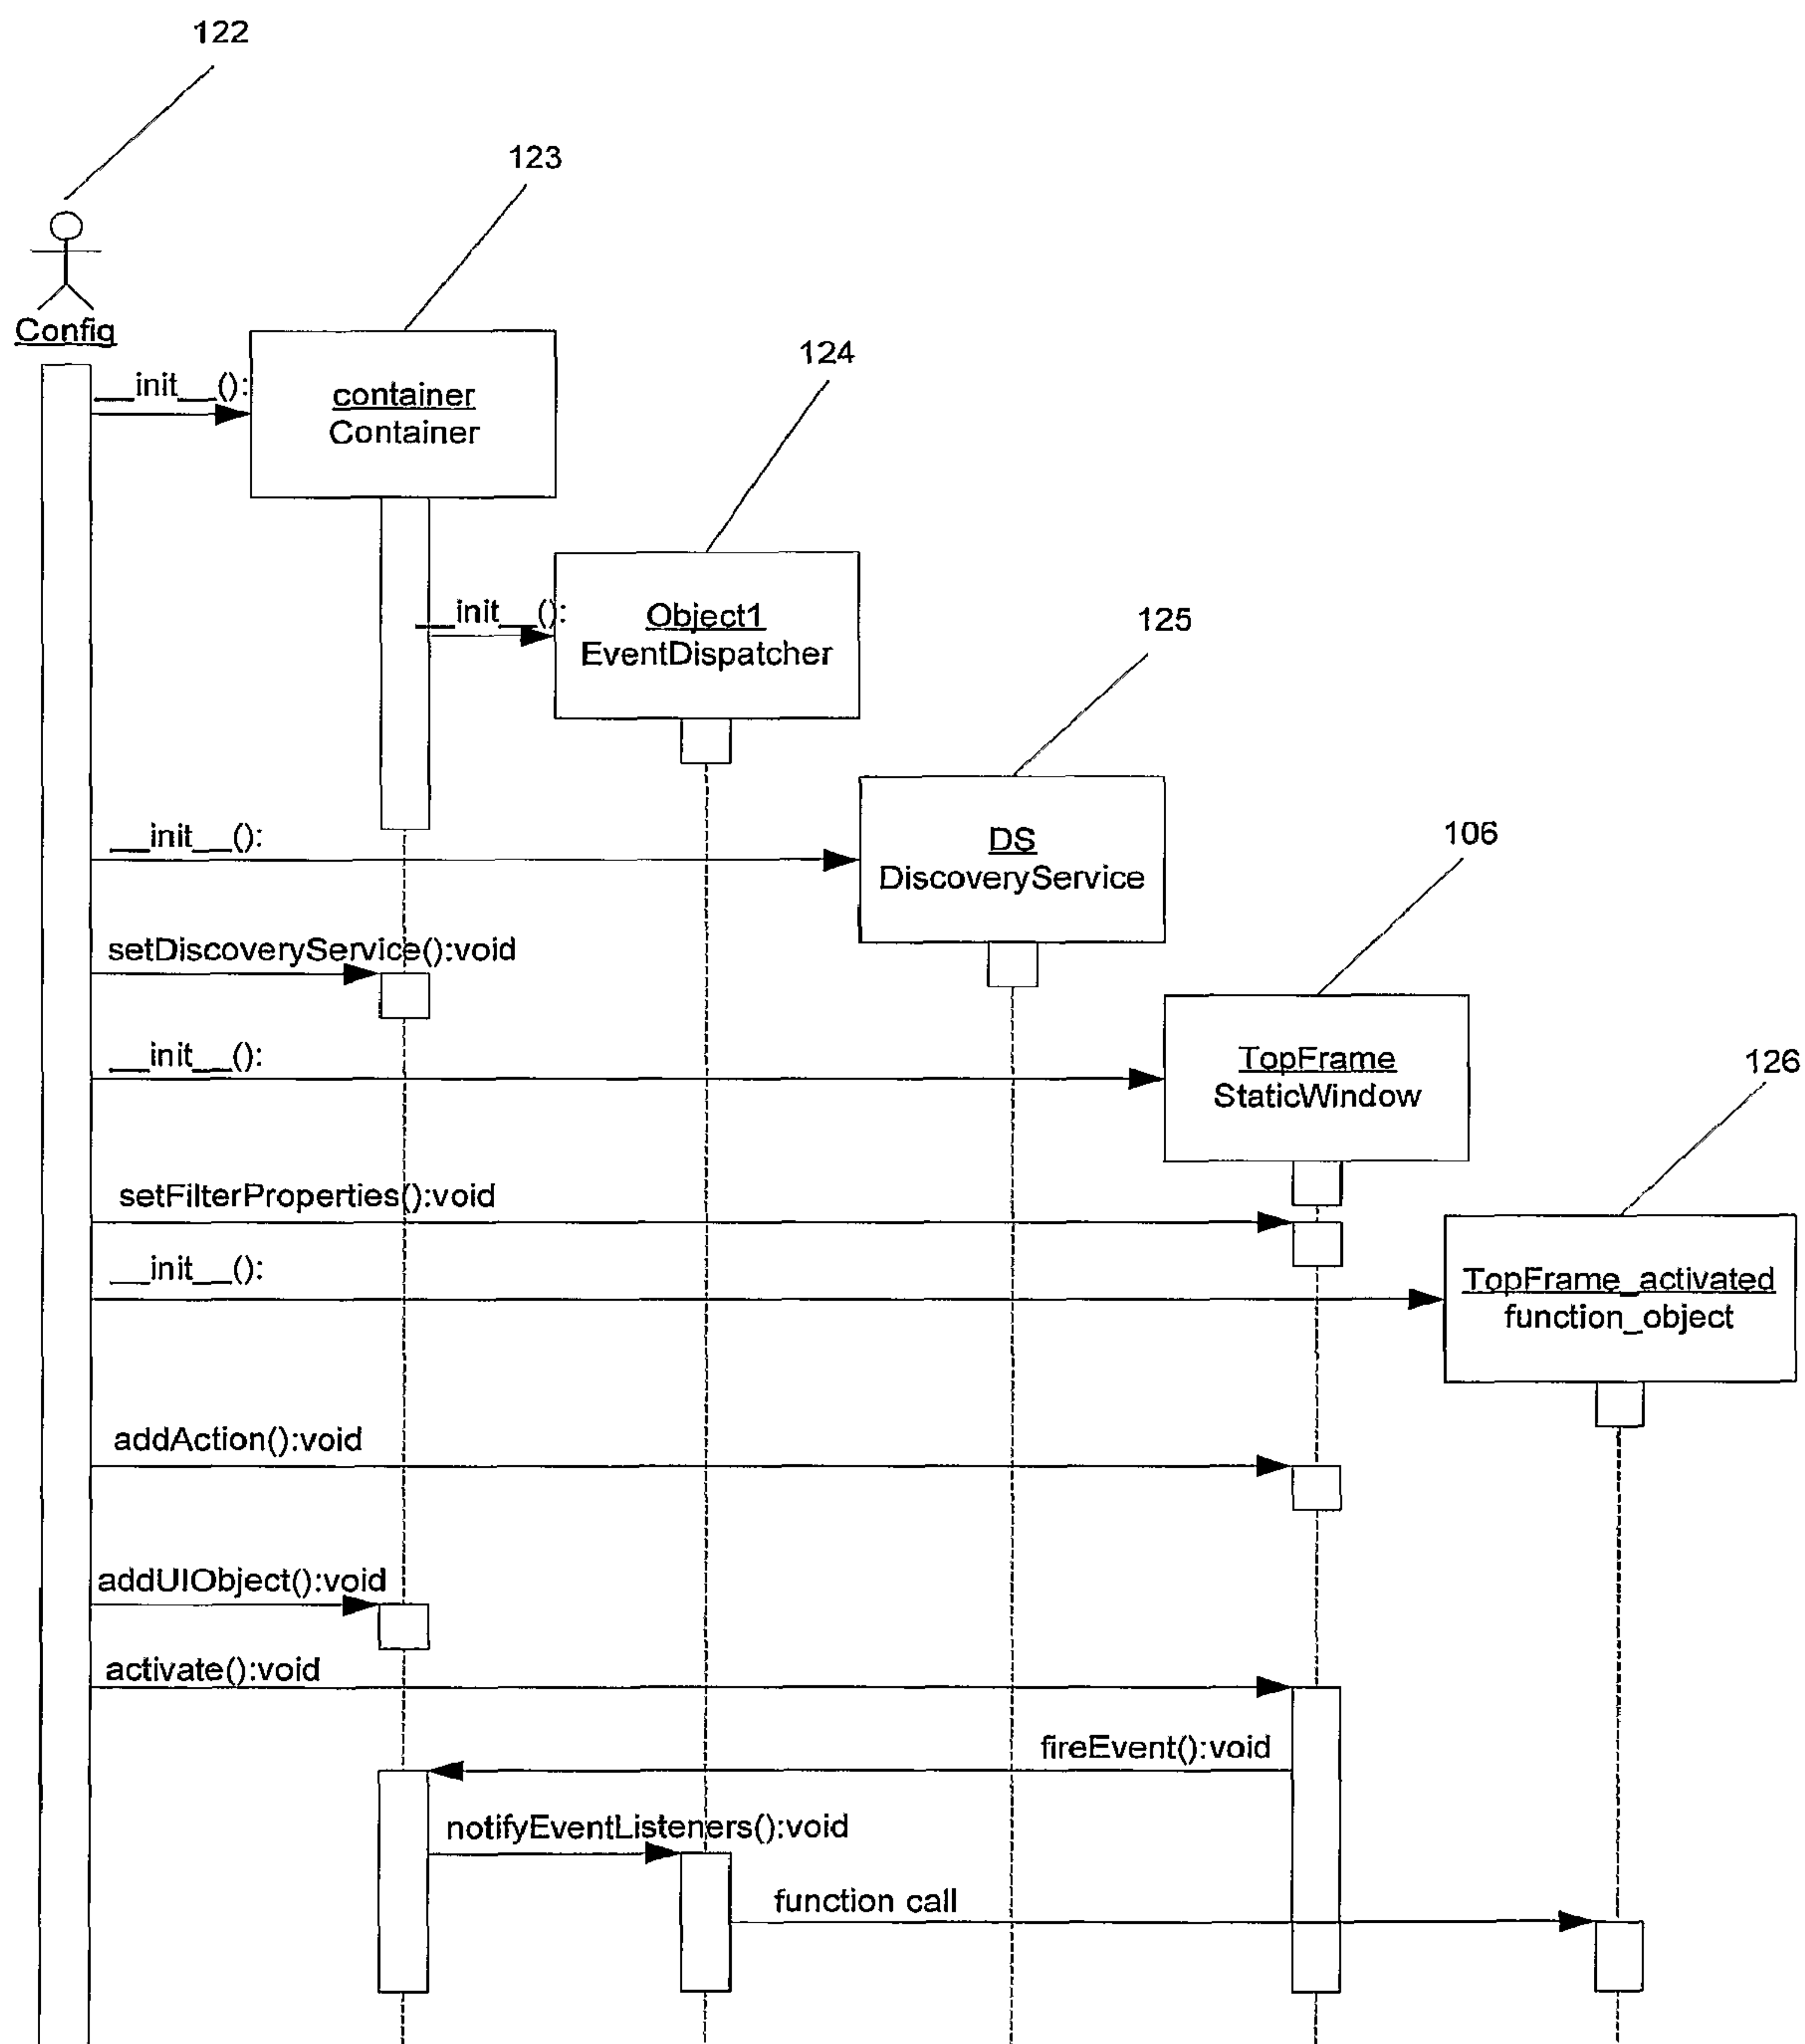 122
123
Config
124
__init__():
container
Container
__init__():
Object1
EventDispatcher
125
__init__():
DS
DiscoveryService
106
setDiscoveryService():void
__init__():
TopFrame
StaticWindow
126
setFilterProperties():void
__init__():
TopFrame_activated
function_object
addAction():void
addUIObject():void
activate():void
fireEvent():void
notifyEventListeners():void
function call